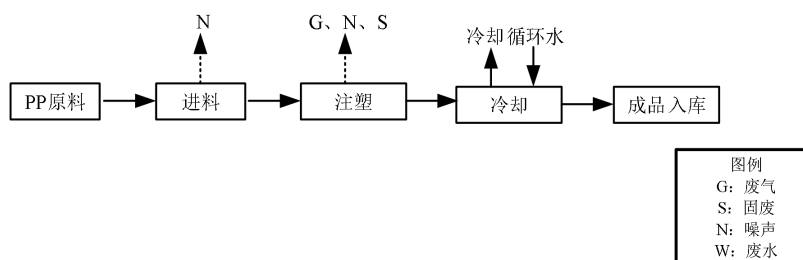 N
G、N、S
冷却循环水
PP原料
进料
注塑
冷却
成品入库
图例
G：废气
S：固废
N：噪声
W：废水